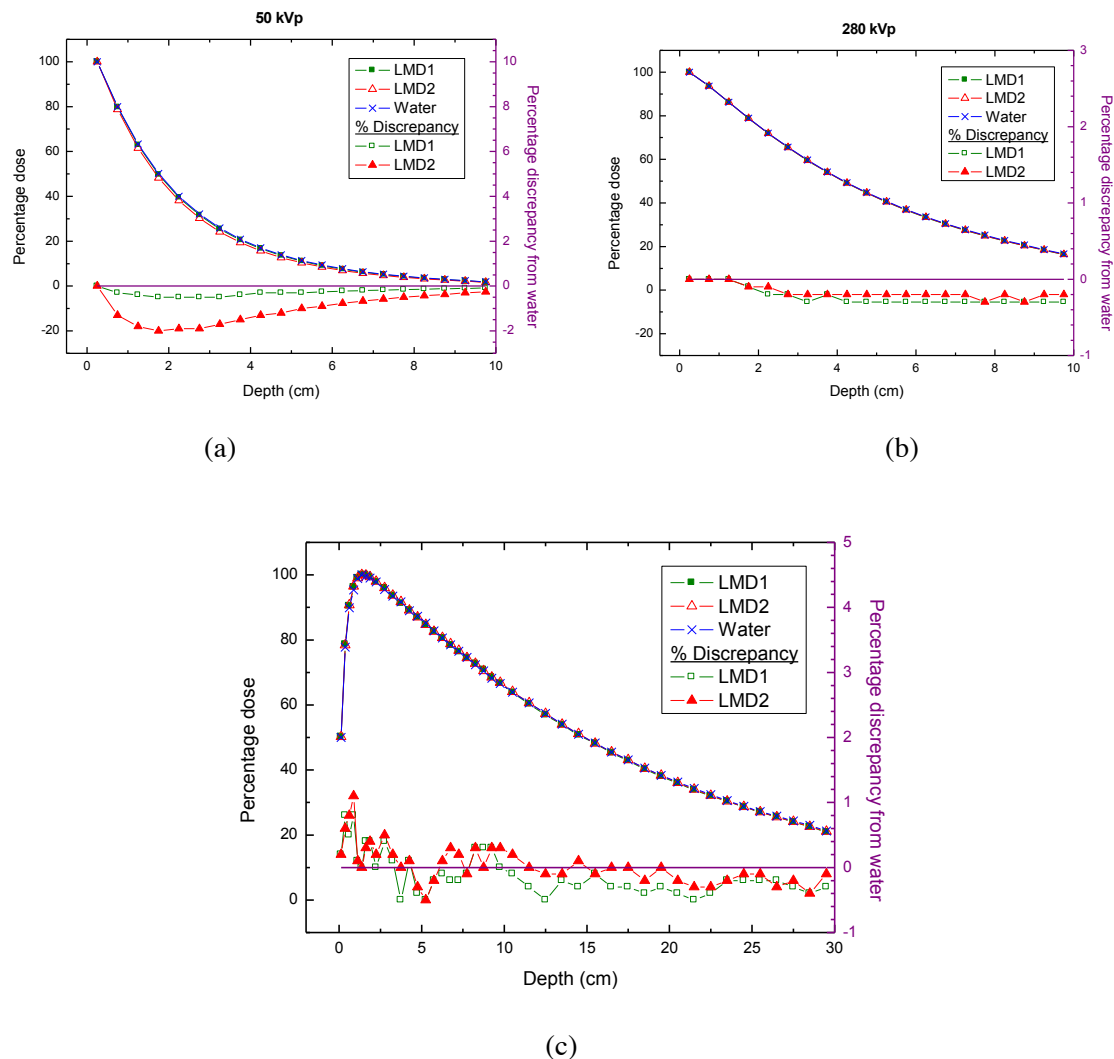 50 kVp
100
80
60
40
20
0
-20
Percentage dose
10
8
6
4
2
0
-2
Percentage discrepancy from water
LMD1
LMD2
Water
% Discrepancy
LMD1
LMD2
0 2 4 6 8 10
Depth (cm)
(a)
280 kVp
100
80
60
40
20
0
-20
Percentage dose
3
2
1
0
-1
Percentage discrepancy from water
LMD1
LMD2
Water
% Discrepancy
LMD1
LMD2
0 2 4 6 8 10
Depth (cm)
(b)
100
80
60
40
20
0
Percentage dose
5
4
3
2
1
0
-1
Percentage discrepancy from water
LMD1
LMD2
Water
% Discrepancy
LMD1
LMD2
0 5 10 15 20 25 30
Depth (cm)
(c)